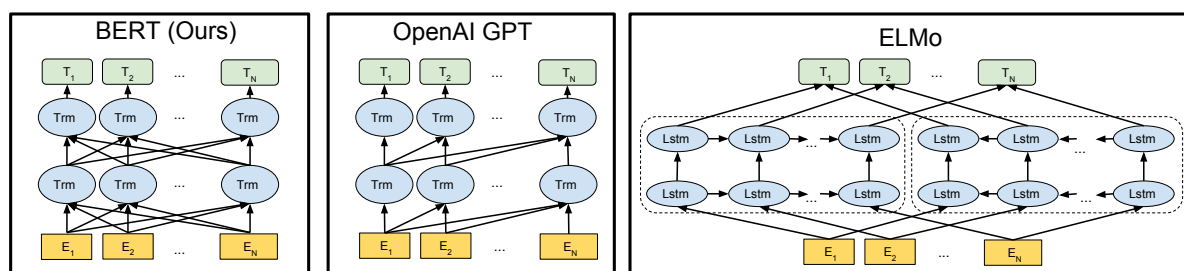 BERT (Ours)
T1 T2 ... TN
Trm Trm ... Trm
Trm Trm ... Trm
E1 E2 ... EN
OpenAI GPT
T1 T2 ... TN
Trm Trm ... Trm
Trm Trm ... Trm
E1 E2 ... EN
ELMo
T1 T2 ... TN
Lstm Lstm ... Lstm Lstm Lstm ... Lstm
Lstm Lstm ... Lstm Lstm Lstm ... Lstm
E1 E2 ... EN